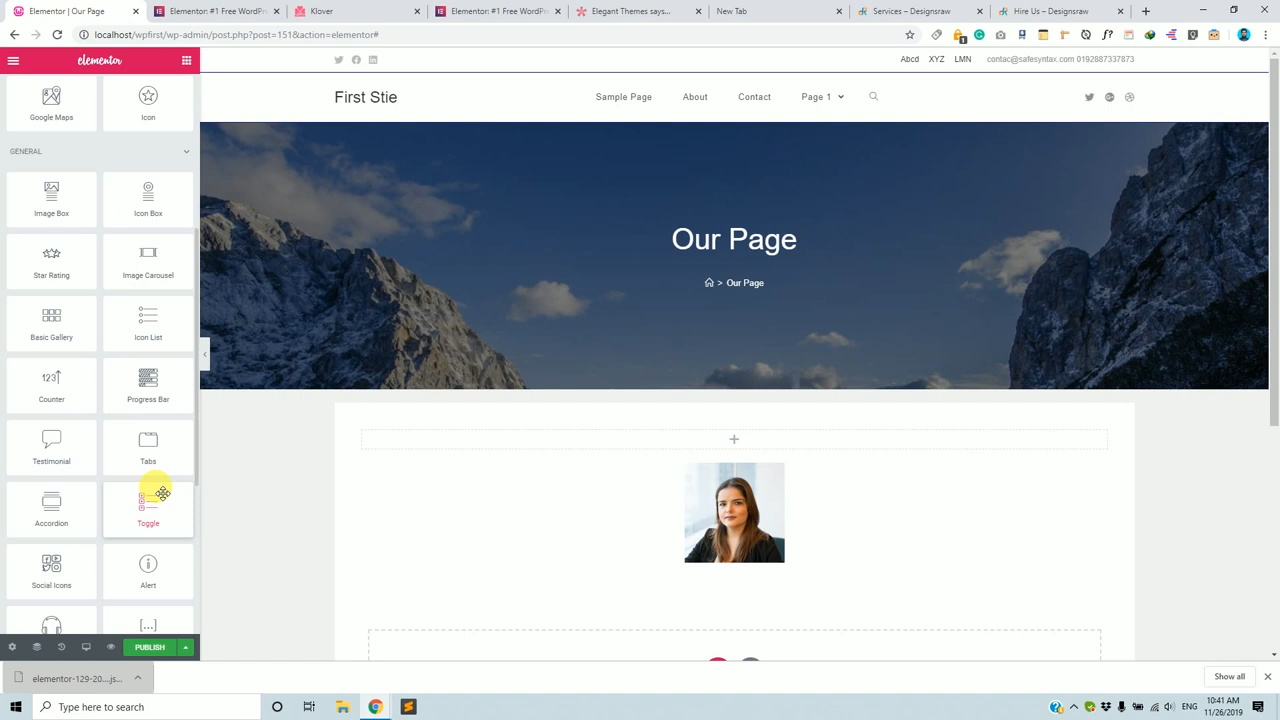 Elementor | Our Page
Elementor #1 Free WordPr
Klover
Elementor: #1 Free WordPr
Elegant Themes says...
New Tab
Services – Designsraw
Hire Us – Designsraw
localhost/wpfirst/wp-admin/post.php?post=151&action=elementor#
1
elementor
Abcd XYZ LMN contac@safesyntax.com 0192887337873
Google Maps
Icon
First Stie
Sample Page
About
Contact
Page 1
GENERAL
Image Box
Icon Box
Our Page
Star Rating
Image Carousel
> Our Page
Basic Gallery
Icon List
123
Counter
Progress Bar
Testimonial
Tabs
Accordion
Toggle
Social Icons
Alert
[...]
PUBLISH
elementor-129-20....js...
Show all
Type here to search
ENG
10:41 AM
11/26/2019